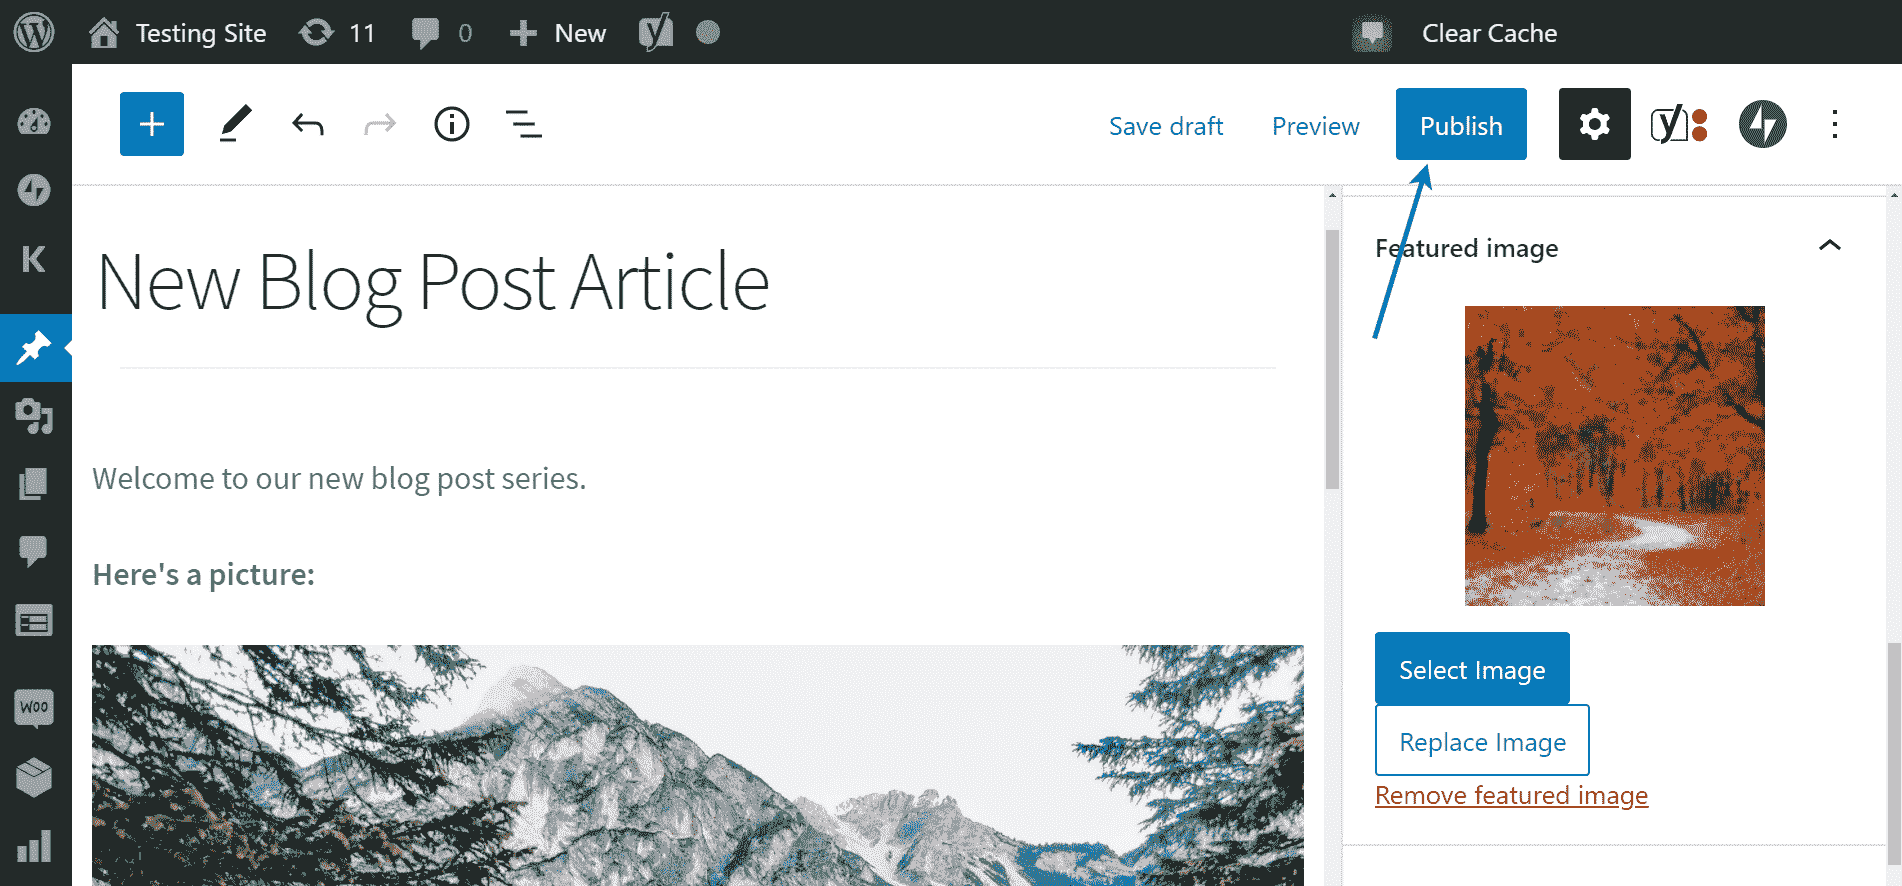 Testing Site 11 0 New Clear Cache
Save draft Preview Publish
New Blog Post Article
Welcome to our new blog post series.
Here's a picture:
Featured image
Select Image
Replace Image
Remove featured image
K
Woo